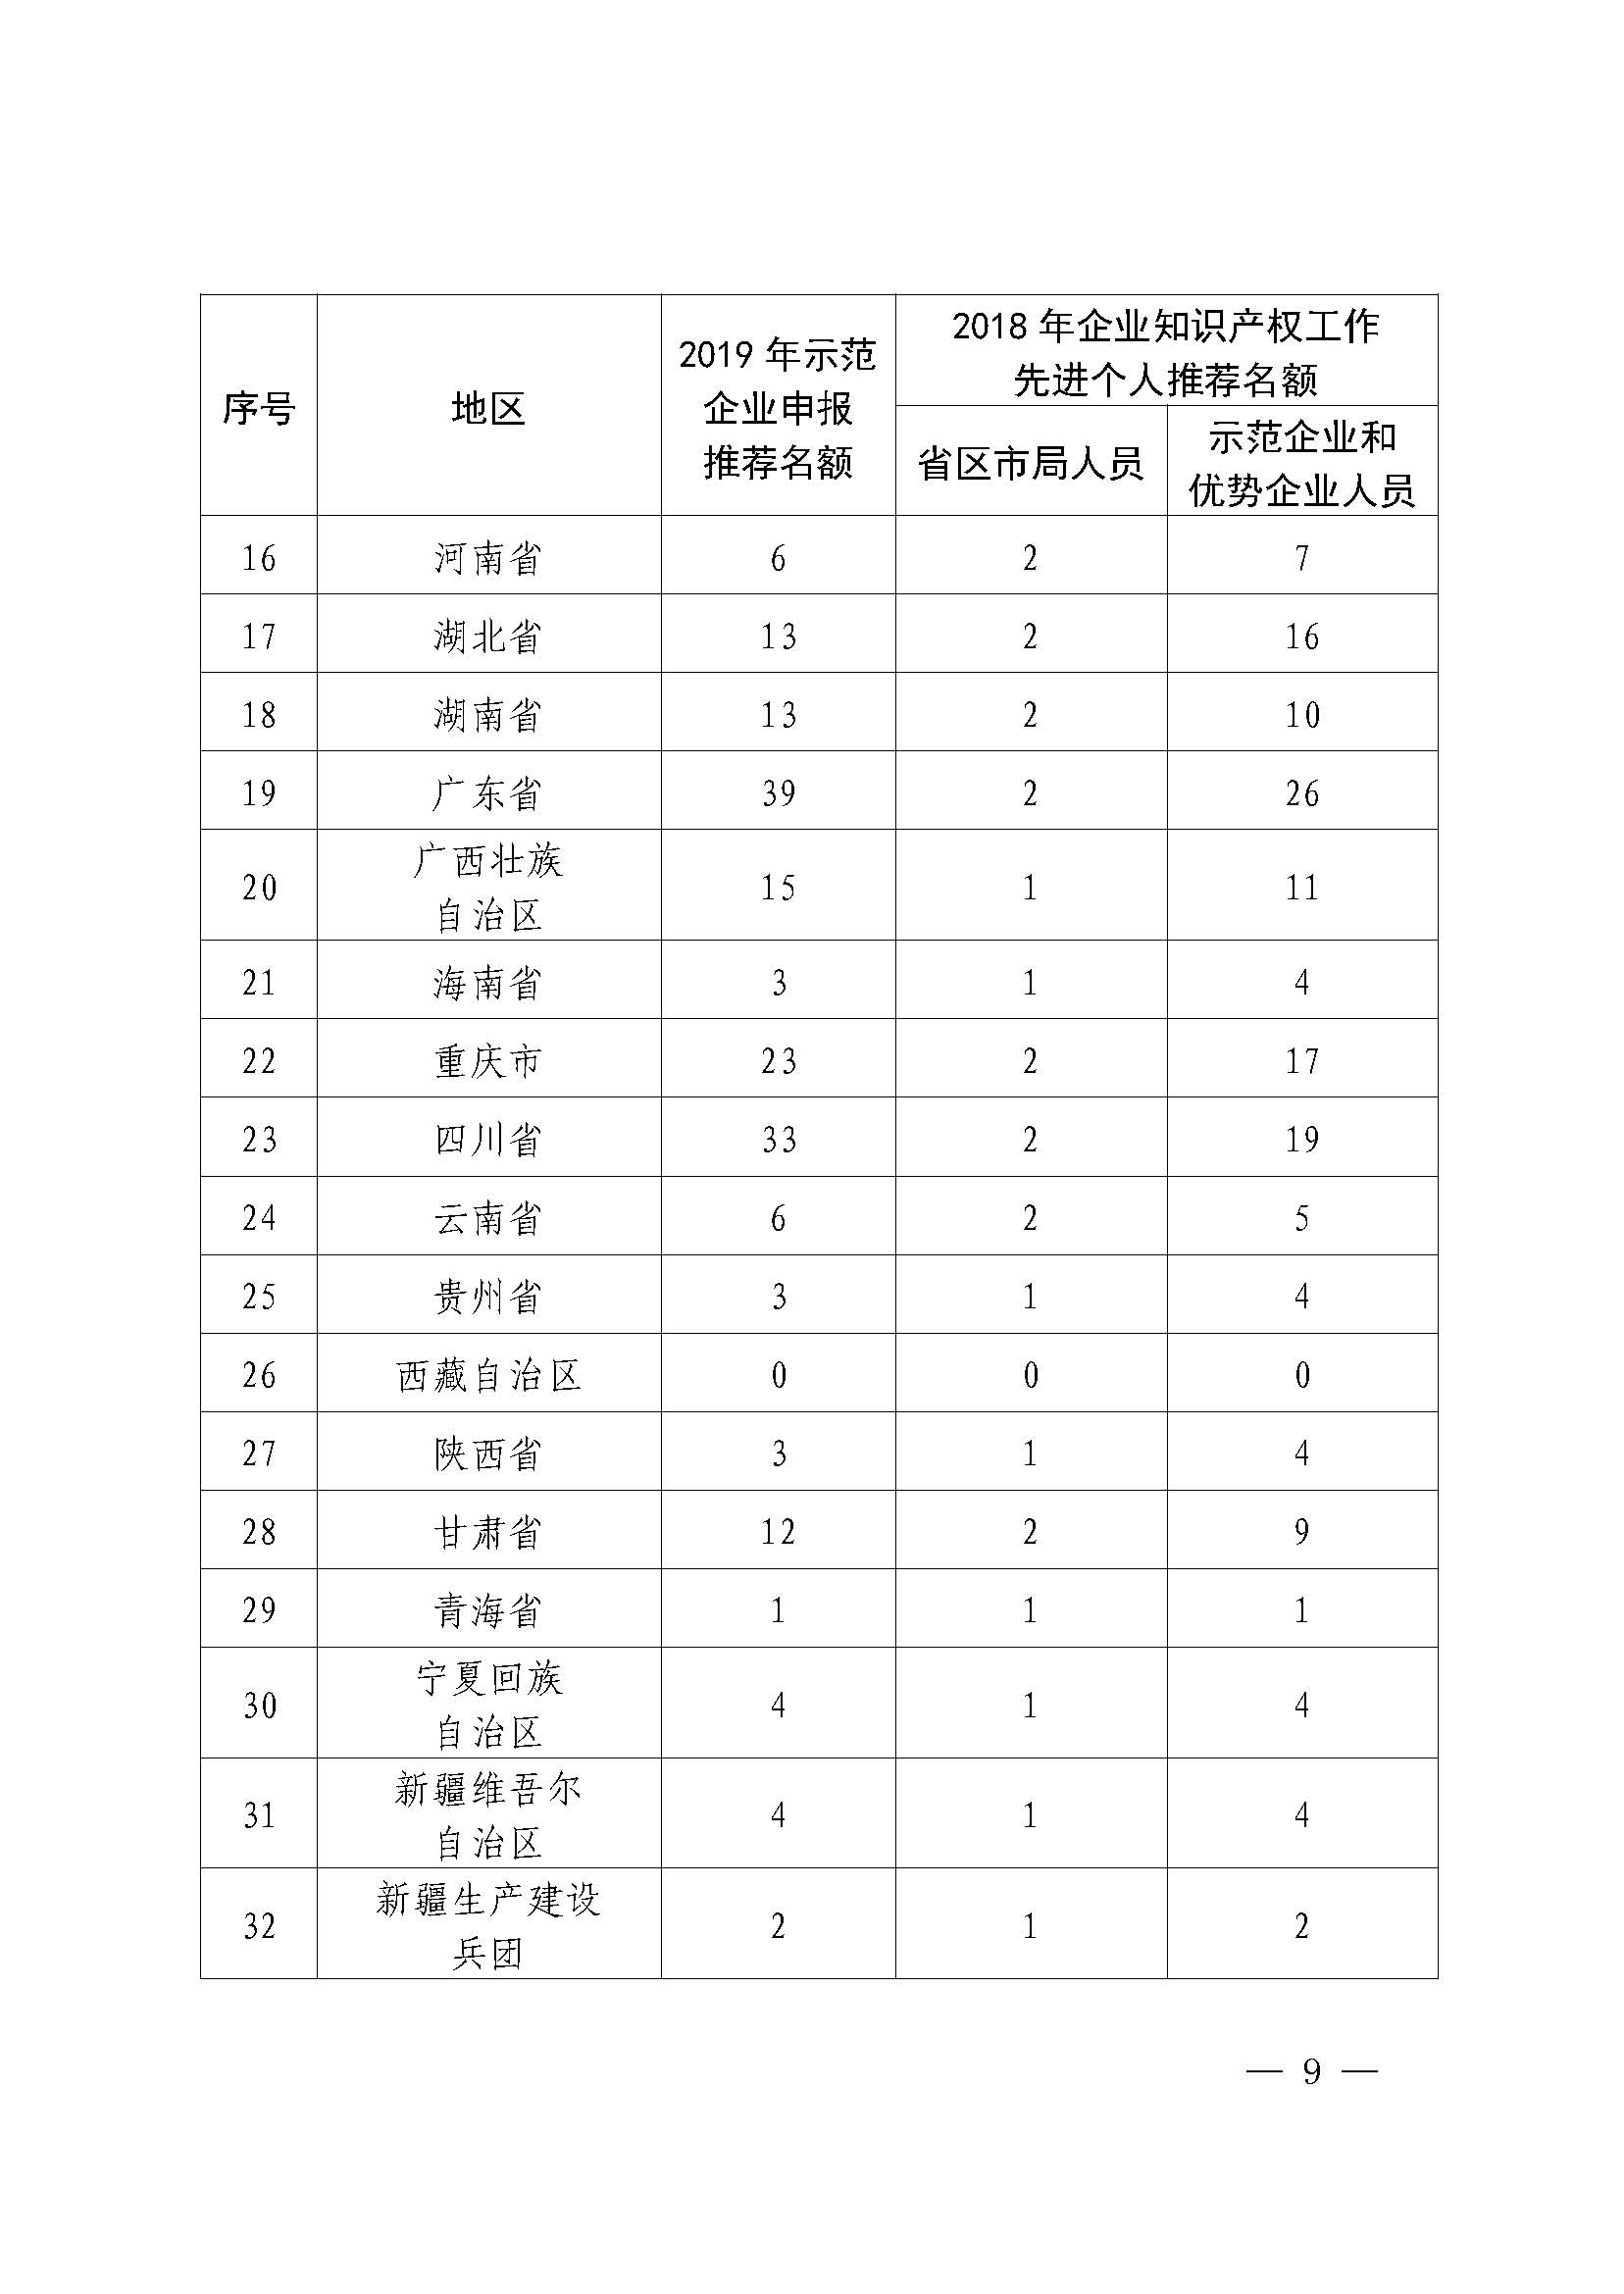 序号 地区 2019 年示范
企业申报
推荐名额 2018 年企业知识产权工作
先进个人推荐名额
省区市局人员 示范企业和
优势企业人员
16 河南省 6 2 7
17 湖北省 13 2 16
18 湖南省 13 2 10
19 广东省 39 2 26
20 广西壮族
自治区 15 1 11
21 海南省 3 1 4
22 重庆市 23 2 17
23 四川省 33 2 19
24 云南省 6 2 5
25 贵州省 3 1 4
26 西藏自治区 0 0 0
27 陕西省 3 1 4
28 甘肃省 12 2 9
29 青海省 1 1 1
30 宁夏回族
自治区 4 1 4
31 新疆维吾尔
自治区 4 1 4
32 新疆生产建设
兵团 2 1 2
— 9 —